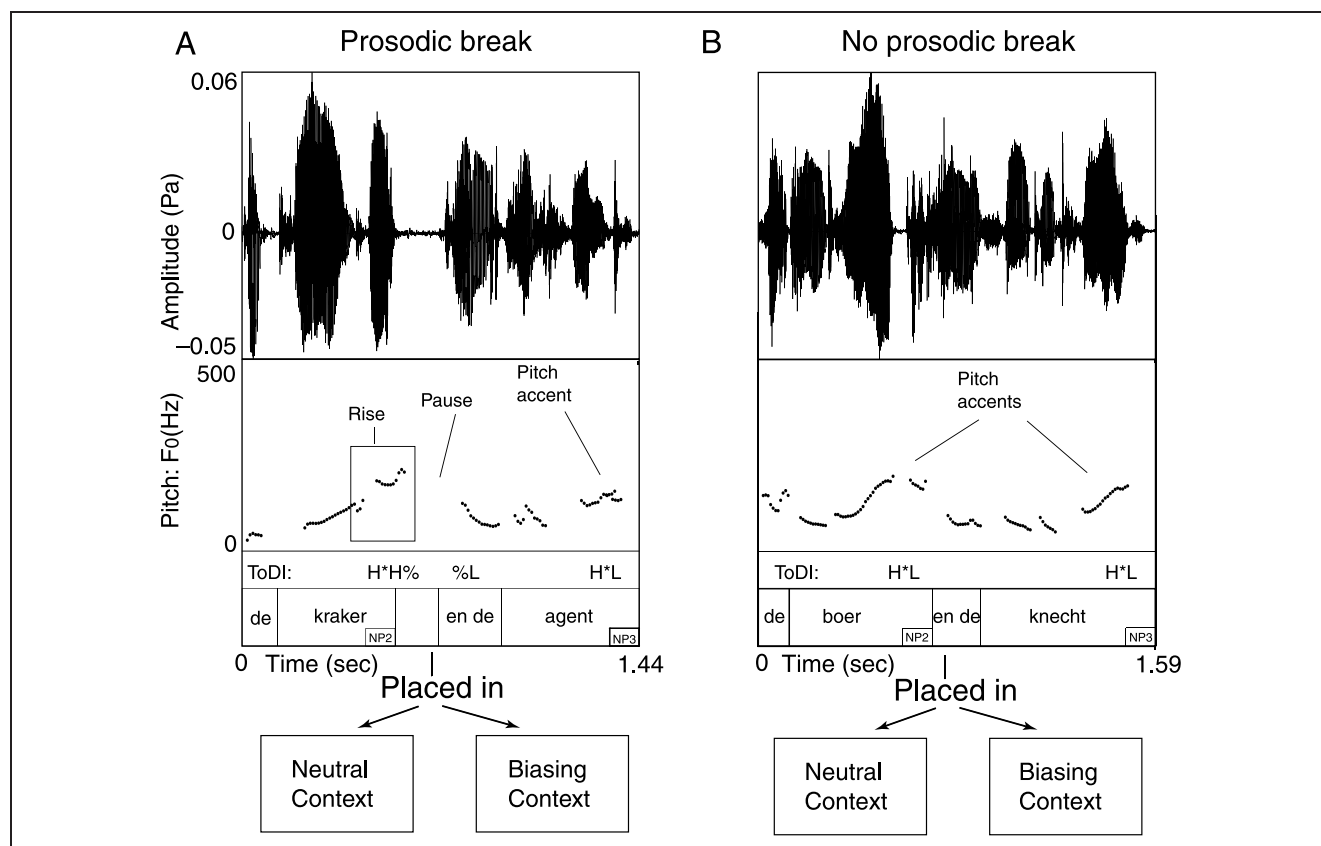 A Prosodic break
B No prosodic break
0.06
0
−0.05
Amplitude (Pa)
500
0
Pitch: F0(Hz)
Rise
Pause
Pitch
accent
Pitch
accents
ToDI: H*H% %L H*L
ToDI: H*L H*L
de kraker NP2 en de agent NP3
de boer NP2 en de knecht NP3
0 Time (sec) 1.44
0 Time (sec) 1.59
Placed in
Placed in
Neutral
Context
Biasing
Context
Neutral
Context
Biasing
Context